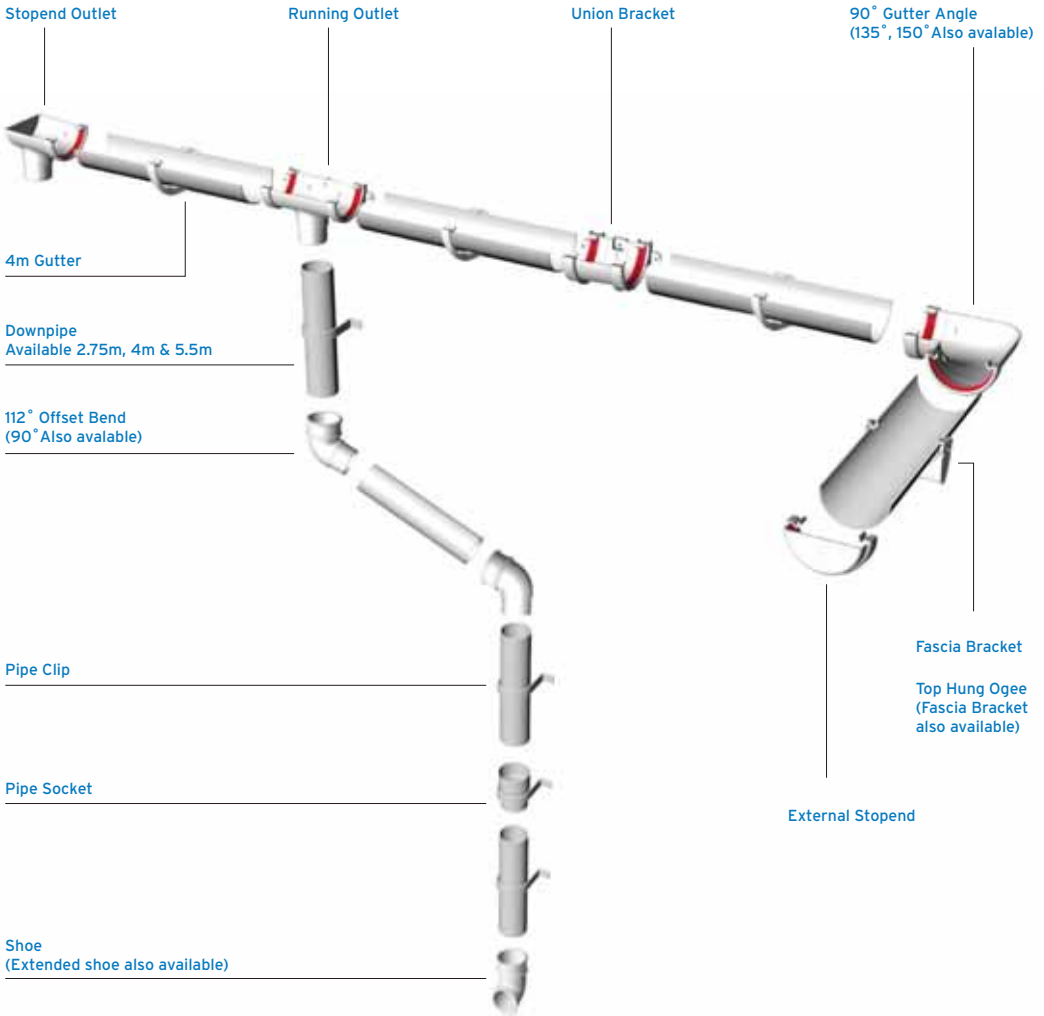 Stopend Outlet
Running Outlet
Union Bracket
90˚ Gutter Angle
(135˚, 150˚Also avalable)
4m Gutter
Downpipe
Available 2.75m, 4m & 5.5m
112˚ Offset Bend
(90˚Also avalable)
Pipe Clip
Fascia Bracket
Top Hung Ogee
(Fascia Bracket
also available)
Pipe Socket
External Stopend
Shoe
(Extended shoe also available)